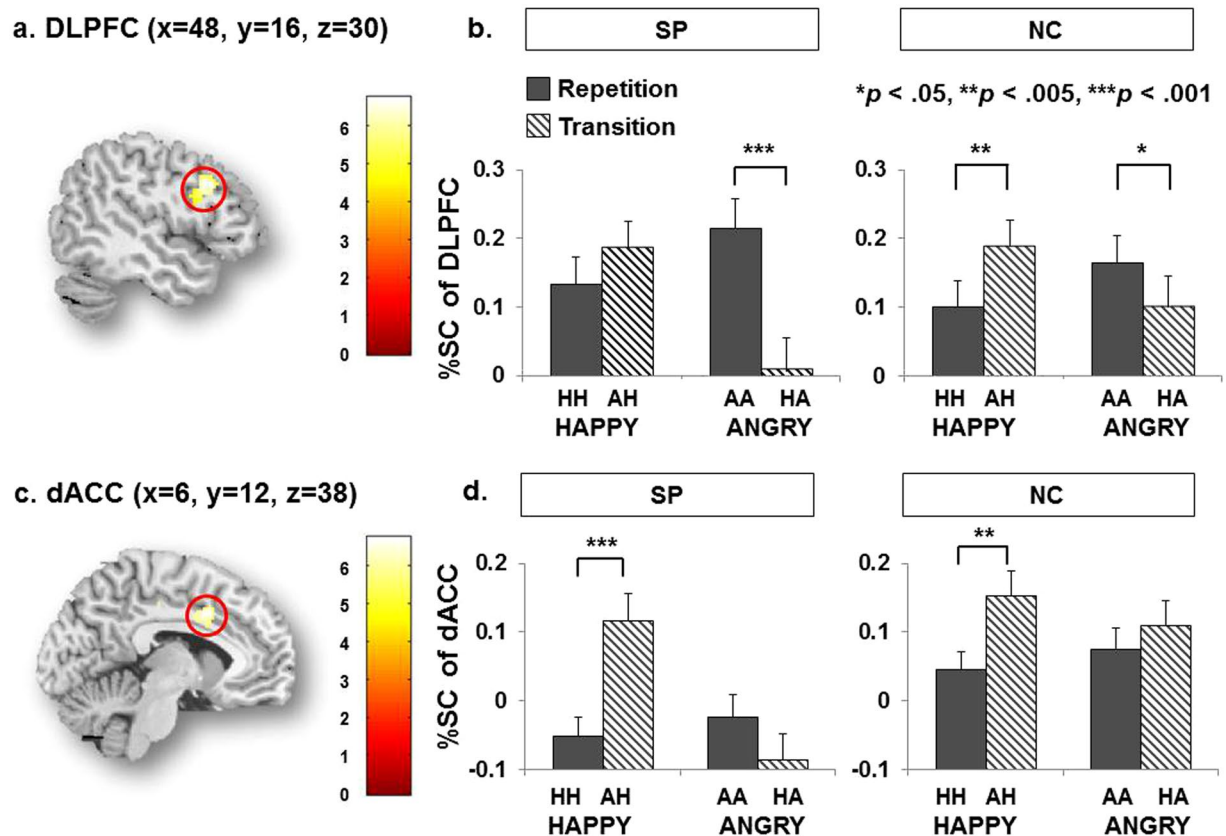 a. DLPFC (x=48, y=16, z=30)
6
5
4
3
2
1
0
b.
SP
NC
Repetition
Transition
*p < .05, **p < .005, ***p < .001
%SC of DLPFC
0.3
0.2
0.1
0
***
HH AH AA HA
HAPPY ANGRY
0.3
0.2
0.1
0
**
*
HH AH AA HA
HAPPY ANGRY
c. dACC (x=6, y=12, z=38)
6
5
4
3
2
1
0
d.
SP
NC
%SC of dACC
0.2
0.1
0
-0.1
***
HH AH AA HA
HAPPY ANGRY
0.2
0.1
0
-0.1
**
HH AH AA HA
HAPPY ANGRY